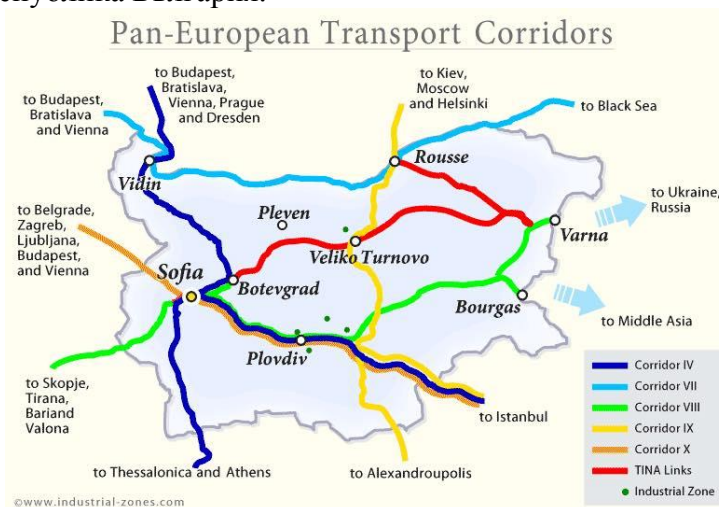 България.
Pan-European Transport Corridors
to Budapest,
Bratislava,
Vienna, Prague
and Dresden
to Budapest,
Bratislava
and Vienna
to Kiev,
Moscow
and Helsinki
to Black Sea
Vidin
Rousse
to Ukraine,
Russia
to Belgrade,
Zagreb,
Ljubljana,
Budapest,
and Vienna
Pleven
Varna
Veliko Turnovo
Sofia
Botevgrad
Bourgas
to Middle Asia
Plovdiv
to Skopje,
Tirana,
Bariand
Valona
to Istanbul
to Thessalonica and Athens
to Alexandroupolis
Corridor IV
Corridor VII
Corridor VIII
Corridor IX
Corridor X
TINA Links
Industrial Zone
©www.industrial-zones.com